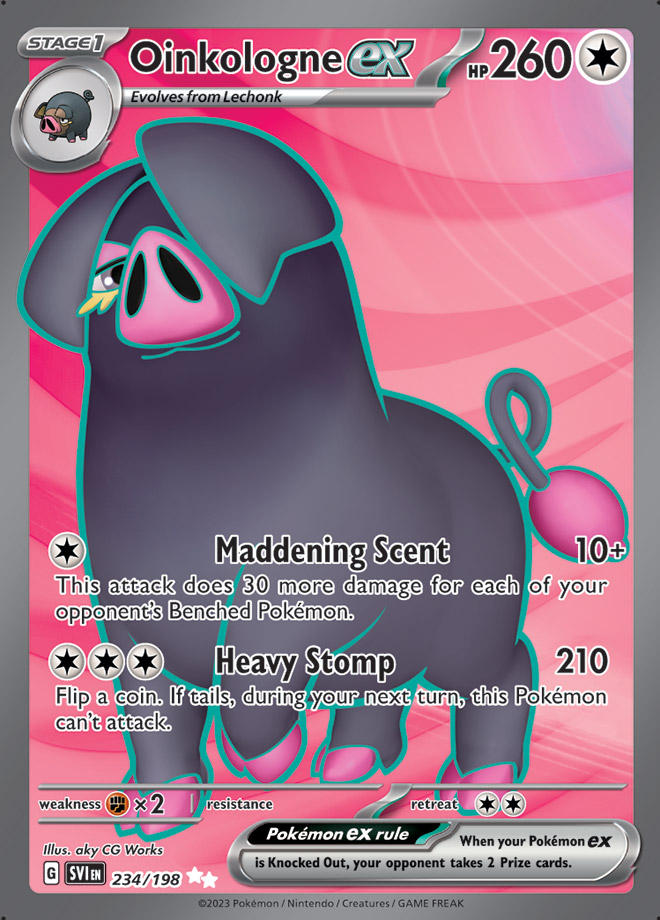 STAGE 1
Oinkologne ex
HP 260
Evolves from Lechonk
Maddening Scent 10+
This attack does 30 more damage for each of your
opponent's Benched Pokémon.
Heavy Stomp 210
Flip a coin. If tails, during your next turn, this Pokémon
can't attack.
weakness ×2 resistance retreat
Illus. aky CG Works
Pokémon ex rule When your Pokémon ex
is Knocked Out, your opponent takes 2 Prize cards.
G SVI EN 234/198
©2023 Pokémon / Nintendo / Creatures / GAME FREAK